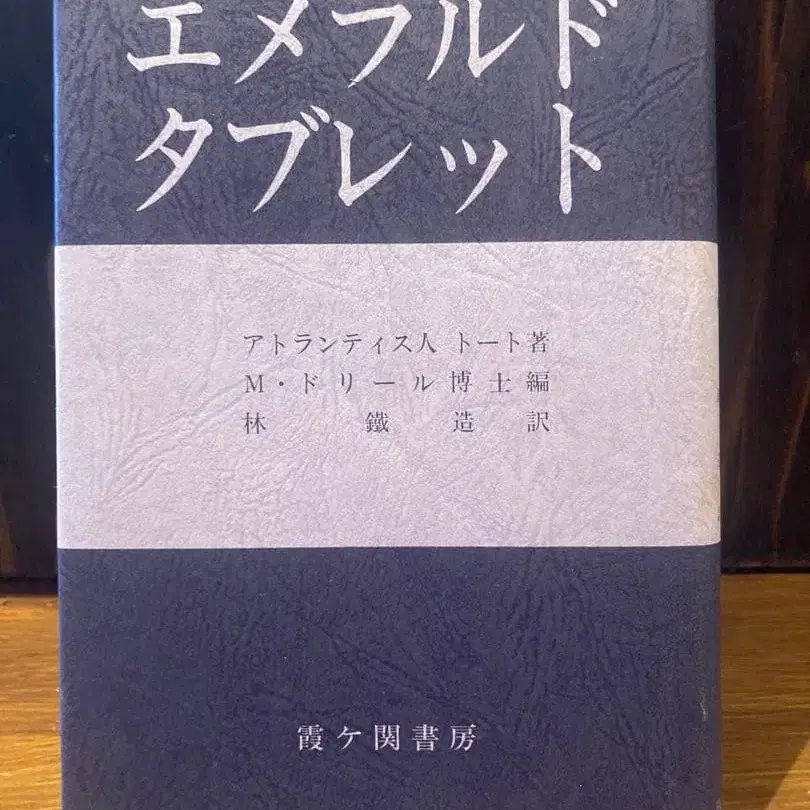 エメラルド
タブレット
アトランティス人 トート著
M・ドリール博士編
林 鐵造訳
霞ケ関書房